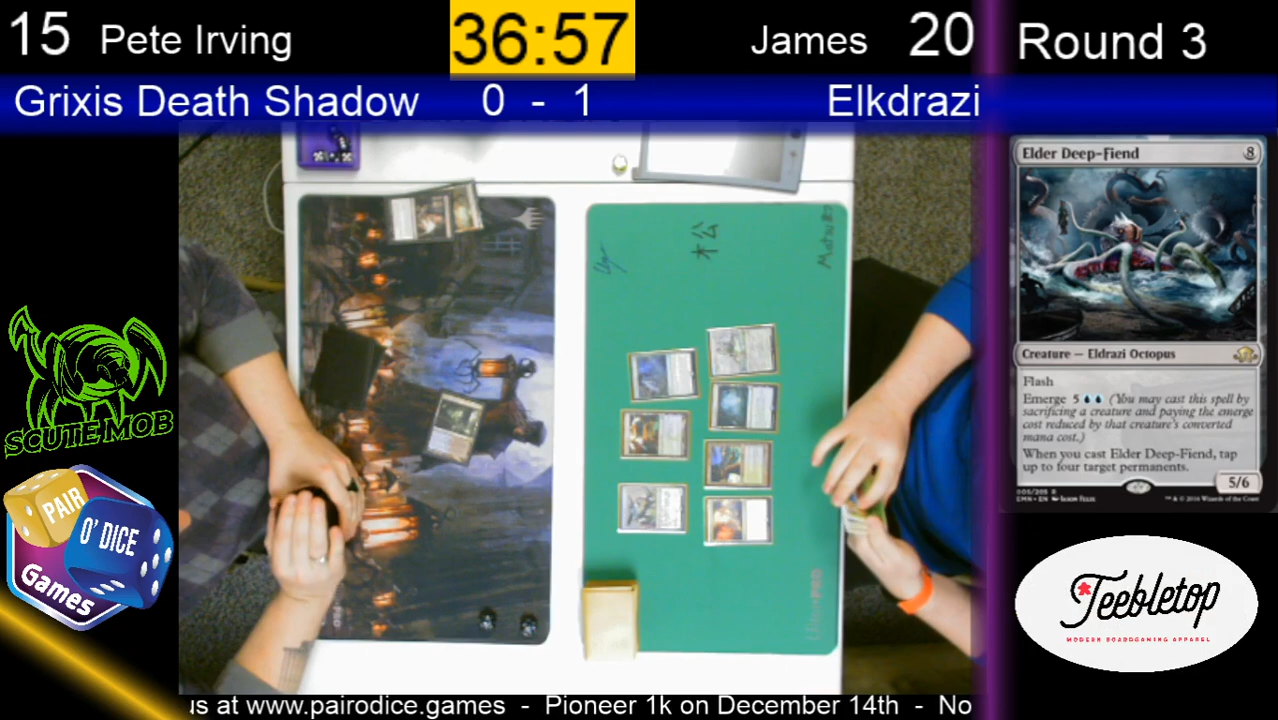 15 Pete Irving
36:57
James 20
Round 3
Grixis Death Shadow
0 - 1
Elkdrazi
Elder Deep-Fiend 8
Creature — Eldrazi Octopus
Flash
Emerge 5 (You may cast this spell by
sacrificing a creature and paying the emerge
cost reduced by that creature's converted
mana cost.)
When you cast Elder Deep-Fiend, tap
up to four target permanents.
5/6
SCUTE MOB
PAIR
O' DICE
Games
木公
Teebletop
MODERN BOARDGAMING APPAREL
us at www.pairodice.games - Pioneer 1k on December 14th - No